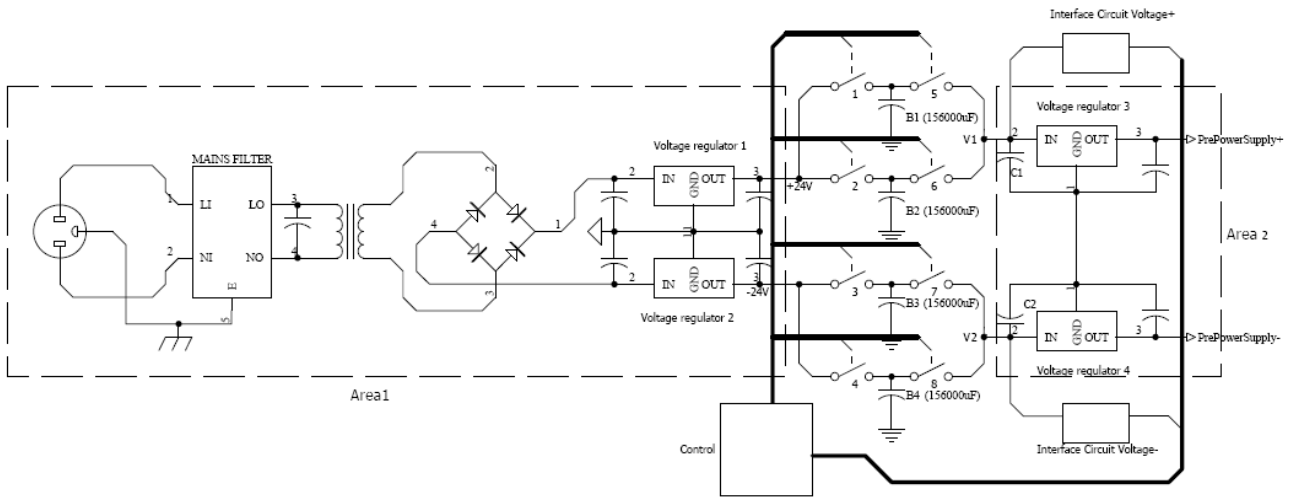 Interface Circuit Voltage+
1
5
B1 (156000uF)
Voltage regulator 3
V1
2
IN
GND
OUT
3
PrePowerSupply+
C1
1
MAINS FILTER
Voltage regulator 1
2
1
LI
LO
3
2
IN
GND
OUT
3
+24V
2
6
B2 (156000uF)
4
1
1
Area 2
2
NI
NO
4
E
5
3
2
IN
GND
OUT
3
-24V
3
7
B3 (156000uF)
Voltage regulator 2
1
C2
V2
2
IN
GND
OUT
3
PrePowerSupply-
Voltage regulator 4
4
8
B4 (156000uF)
Area1
Control
Interface Circuit Voltage-